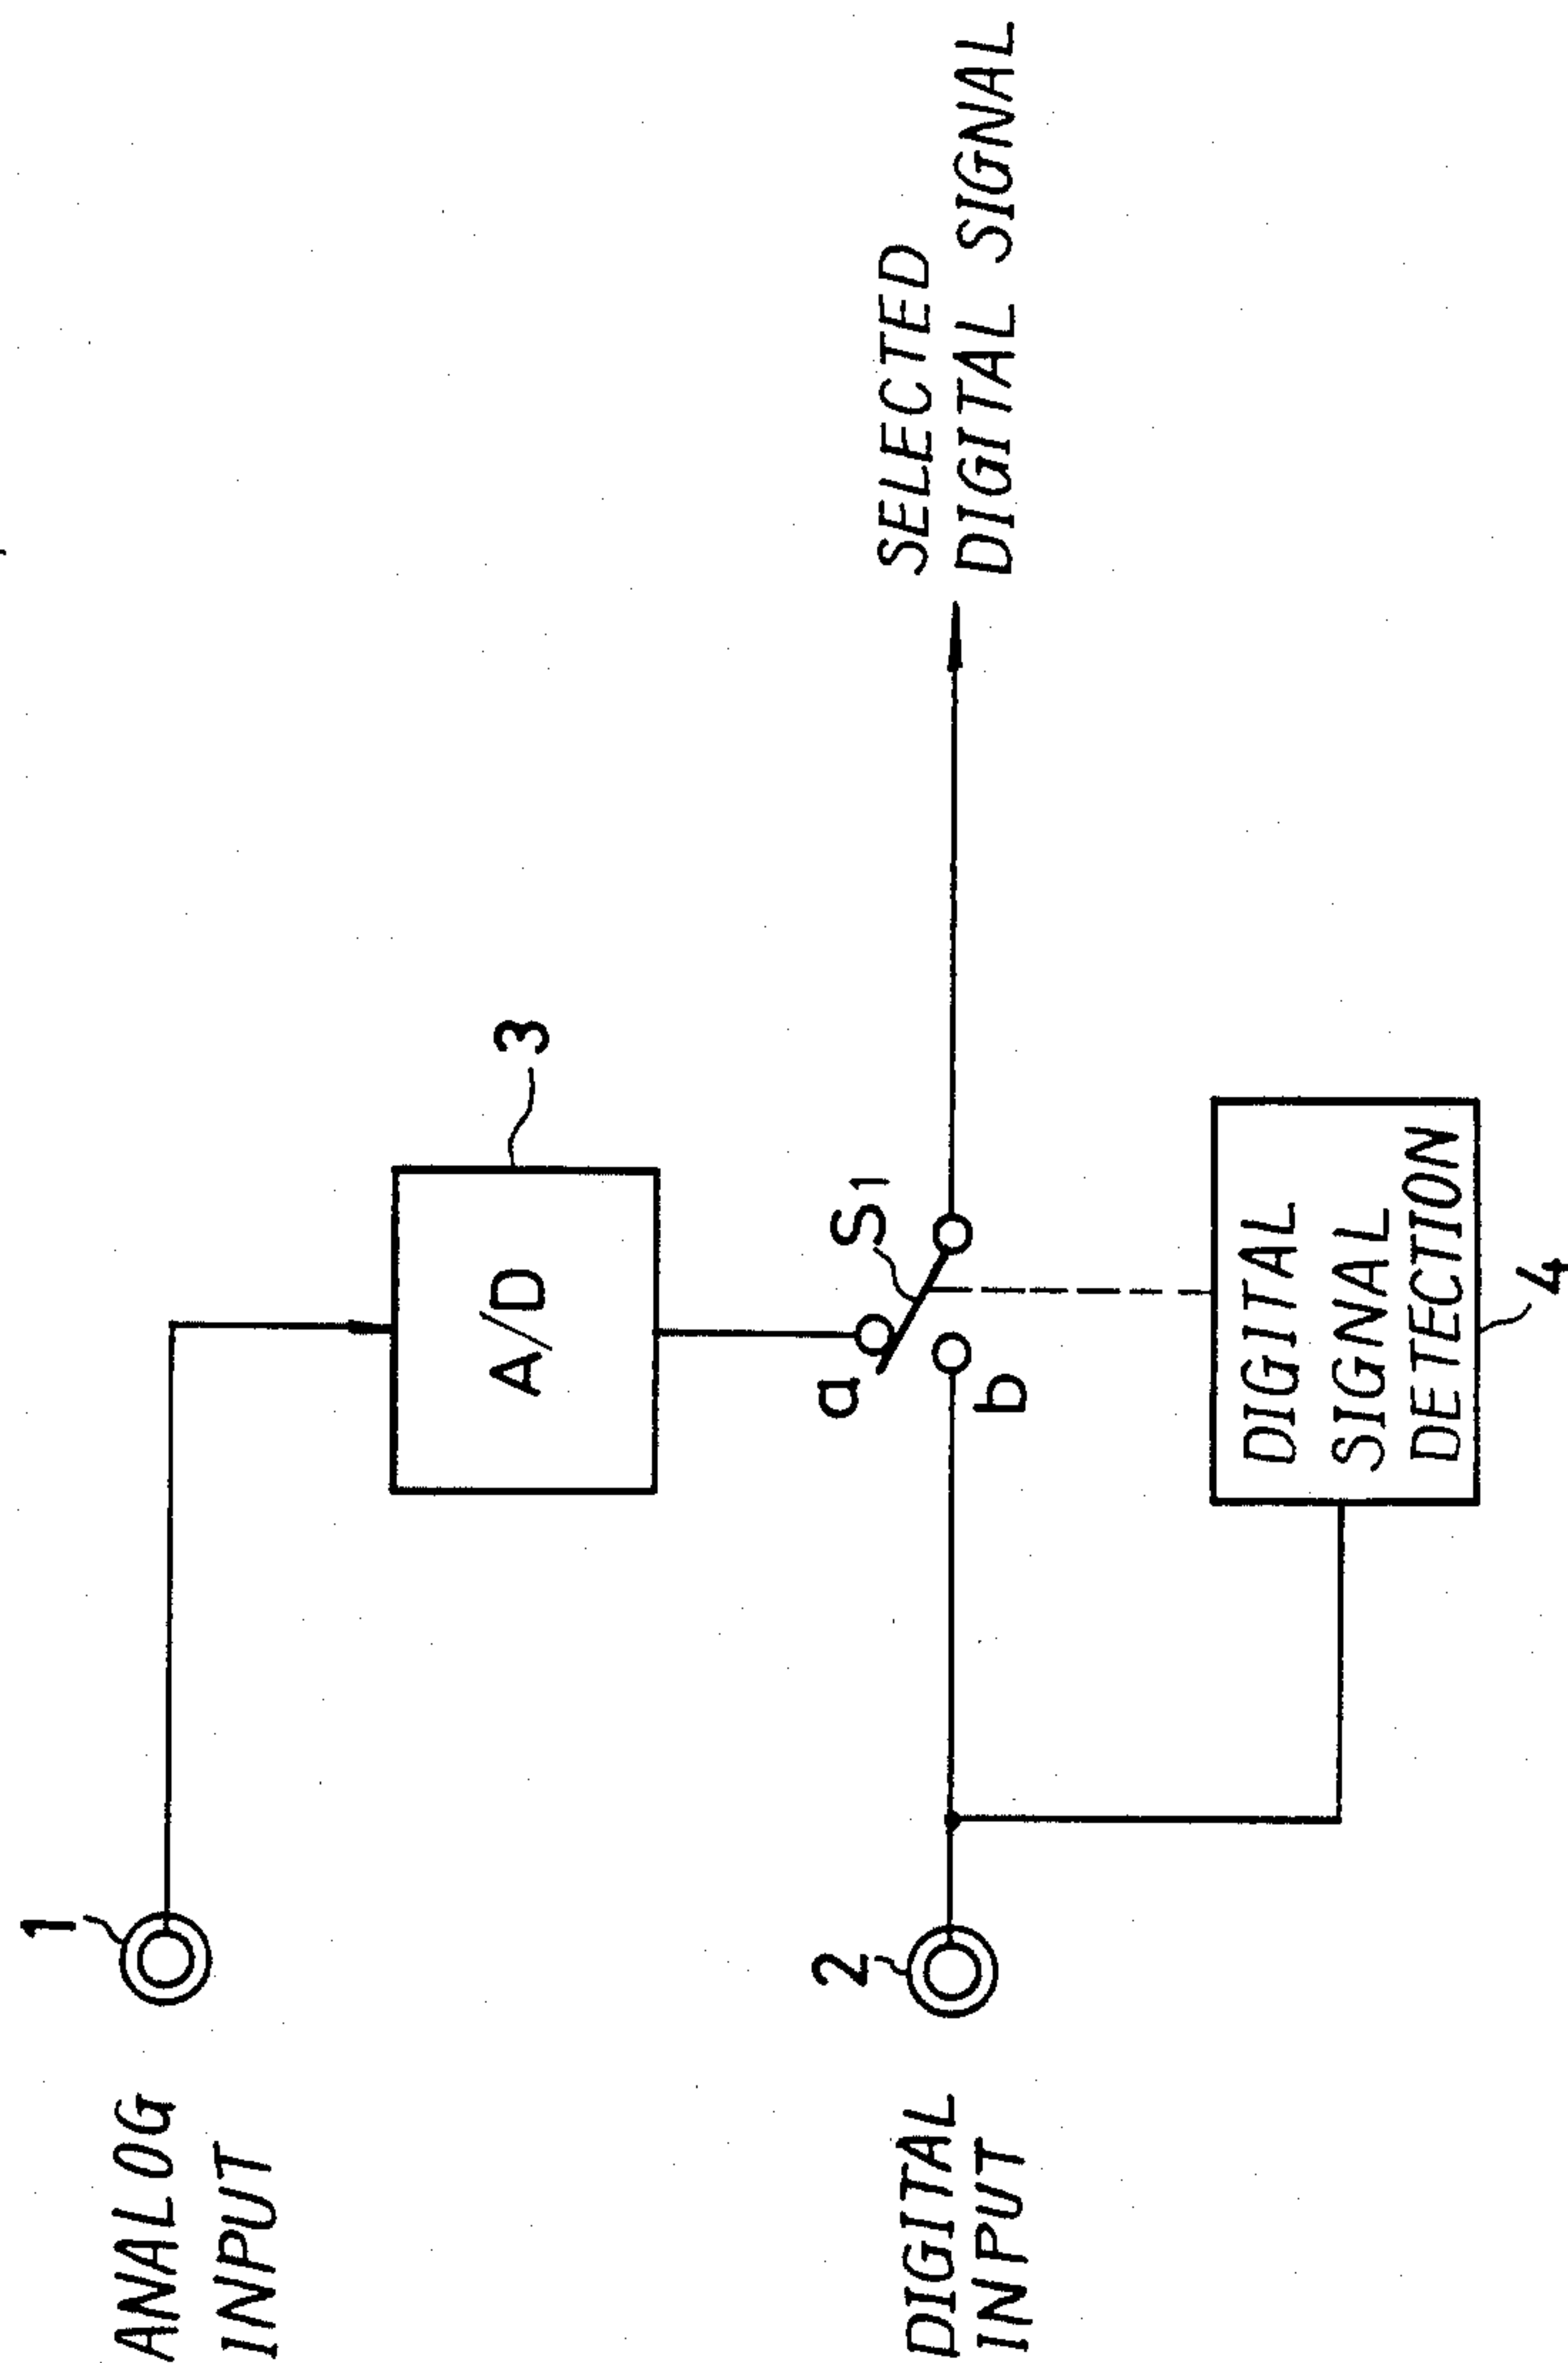 1
ANALOG
INPUT
A/D
3
2
DIGITAL
INPUT
a
b
S1
SELECTED
DIGITAL SIGNAL
DIGITAL
SIGNAL
DETECTION
4